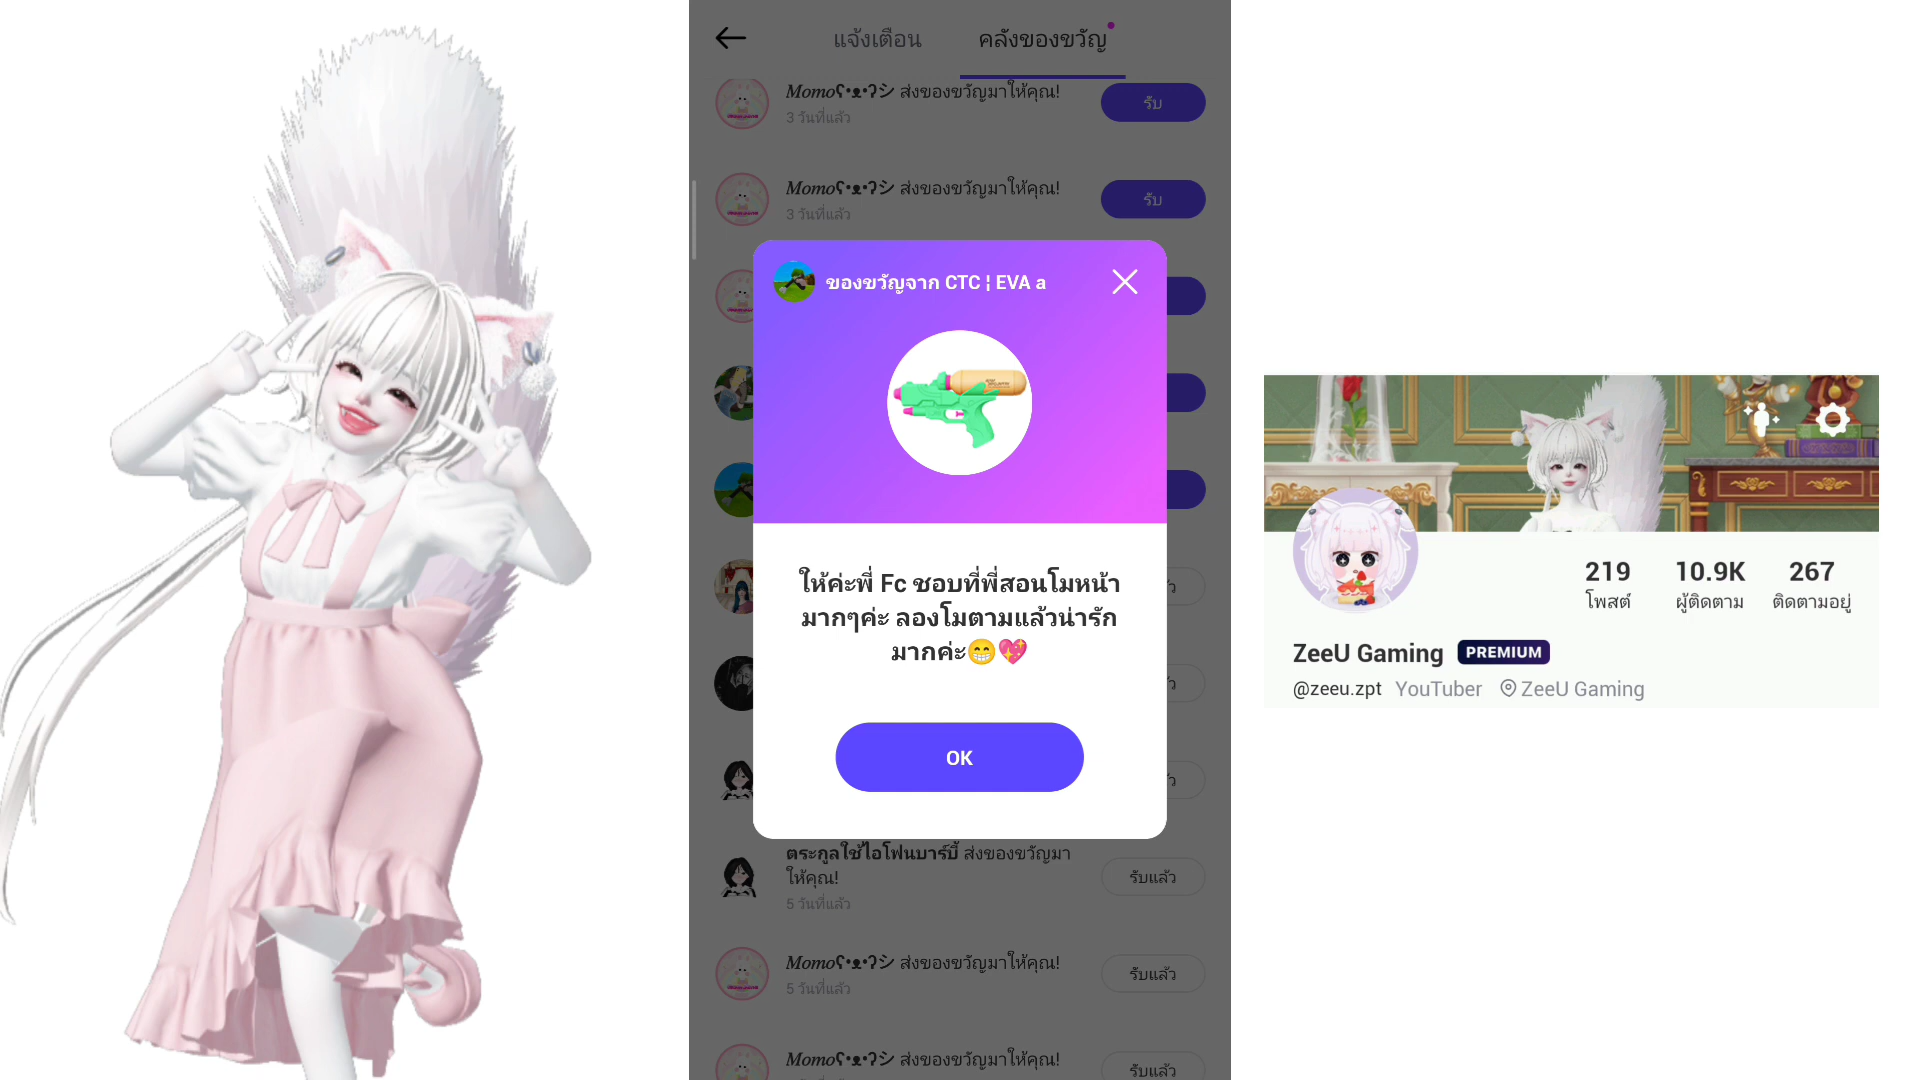 แจ้งเตือน
คลังของขวัญ
Momoʕ•ᴥ•ʔシ ส่งของขวัญมาให้คุณ!
3 วันที่แล้ว
รับ
Momoʕ•ᴥ•ʔシ ส่งของขวัญมาให้คุณ!
3 วันที่แล้ว
รับ
ของขวัญจาก CTC ¦ EVA a
ให้ค่ะพี่ Fc ชอบที่พี่สอนโมหน้า
มากๆค่ะ ลองโมตามแล้วน่ารัก
มากค่ะ😁💖
OK
ตระกูลใช้ไอโฟนบาร์บี้ ส่งของขวัญมา
ให้คุณ!
5 วันที่แล้ว
รับแล้ว
Momoʕ•ᴥ•ʔシ ส่งของขวัญมาให้คุณ!
5 วันที่แล้ว
รับแล้ว
Momoʕ•ᴥ•ʔシ ส่งของขวัญมาให้คุณ!
รับแล้ว
219
โพสต์
10.9K
ผู้ติดตาม
267
ติดตามอยู่
ZeeU Gaming PREMIUM
@zeeu.zpt YouTuber ZeeU Gaming